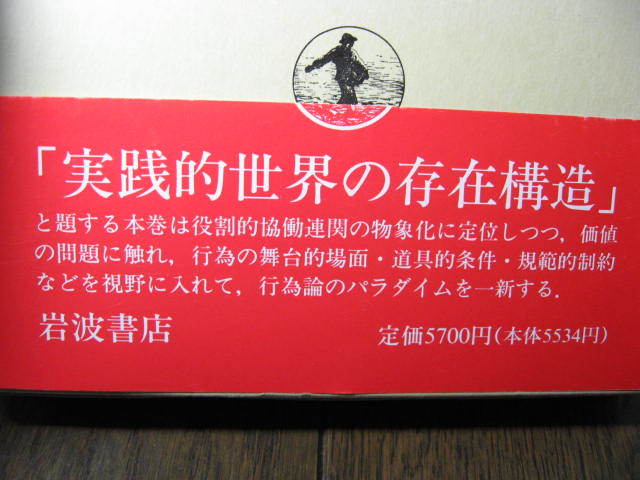 「実践的世界の存在構造」
と題する本巻は役割的協働連関の物象化に定位しつつ，価値
の問題に触れ，行為の舞台的場面・道具的条件・規範的制約
などを視野に入れて，行為論のパラダイムを一新する．
岩波書店
定価5700円(本体5534円)